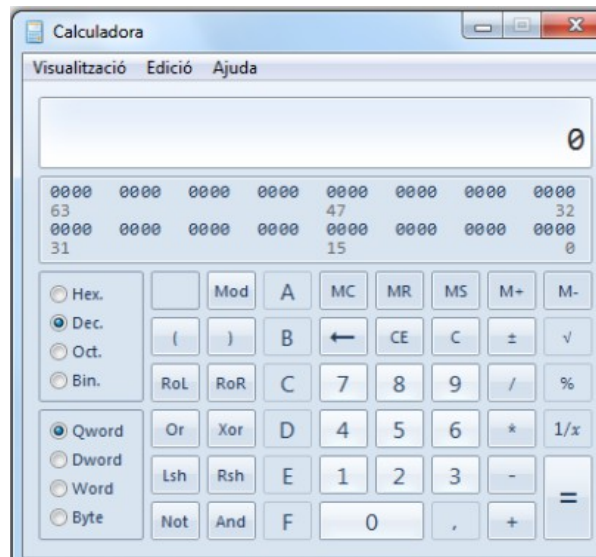 Calculadora
Visualització Edició Ajuda
0
0000 0000 0000 0000 0000 0000 0000 0000
63 47 32
0000 0000 0000 0000 0000 0000 0000 0000
31 15 0
Hex. Mod A MC MR MS M+ M-
Dec. ( ) B ← CE C ± √
Oct.
Bin. RoL RoR C 7 8 9 / %
Qword Or Xor D 4 5 6 * 1/x
Dword Lsh Rsh E 1 2 3 - =
Word
Byte Not And F 0 , +